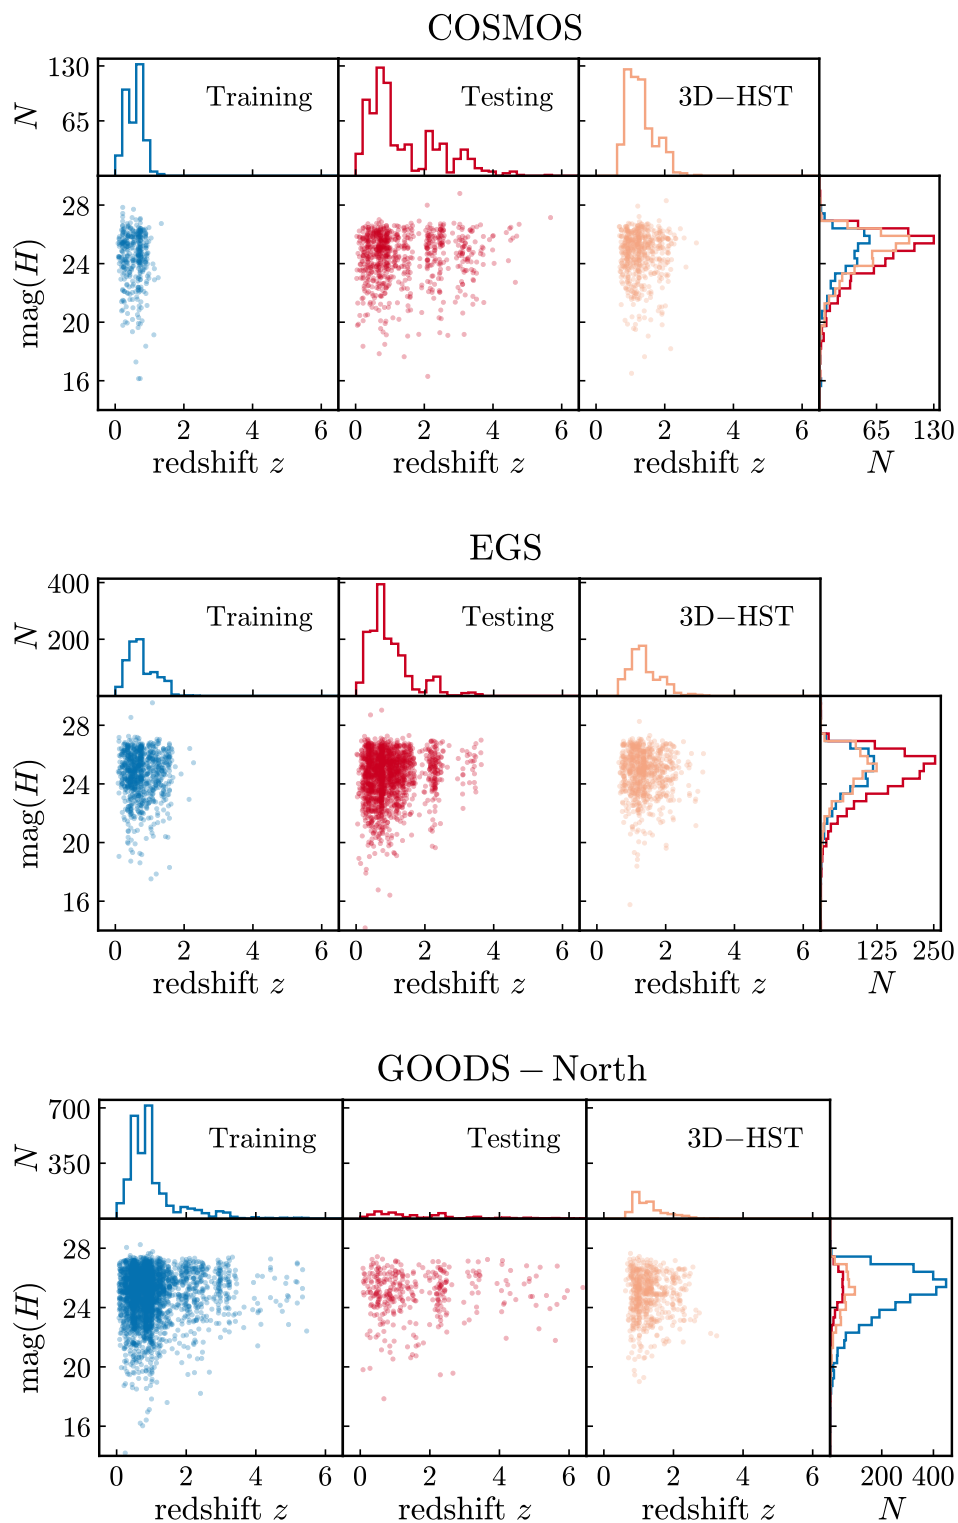 COSMOS
130
65
N
Training
Testing
3D−HST
28
24
20
16
mag(H)
0 2 4 6
0 2 4 6
0 2 4 6
65 130
redshift z
redshift z
redshift z
N
EGS
400
200
N
Training
Testing
3D−HST
28
24
20
16
mag(H)
0 2 4 6
0 2 4 6
0 2 4 6
125 250
redshift z
redshift z
redshift z
N
GOODS − North
700
350
N
Training
Testing
3D−HST
28
24
20
16
mag(H)
0 2 4 6
0 2 4 6
0 2 4 6
200 400
redshift z
redshift z
redshift z
N